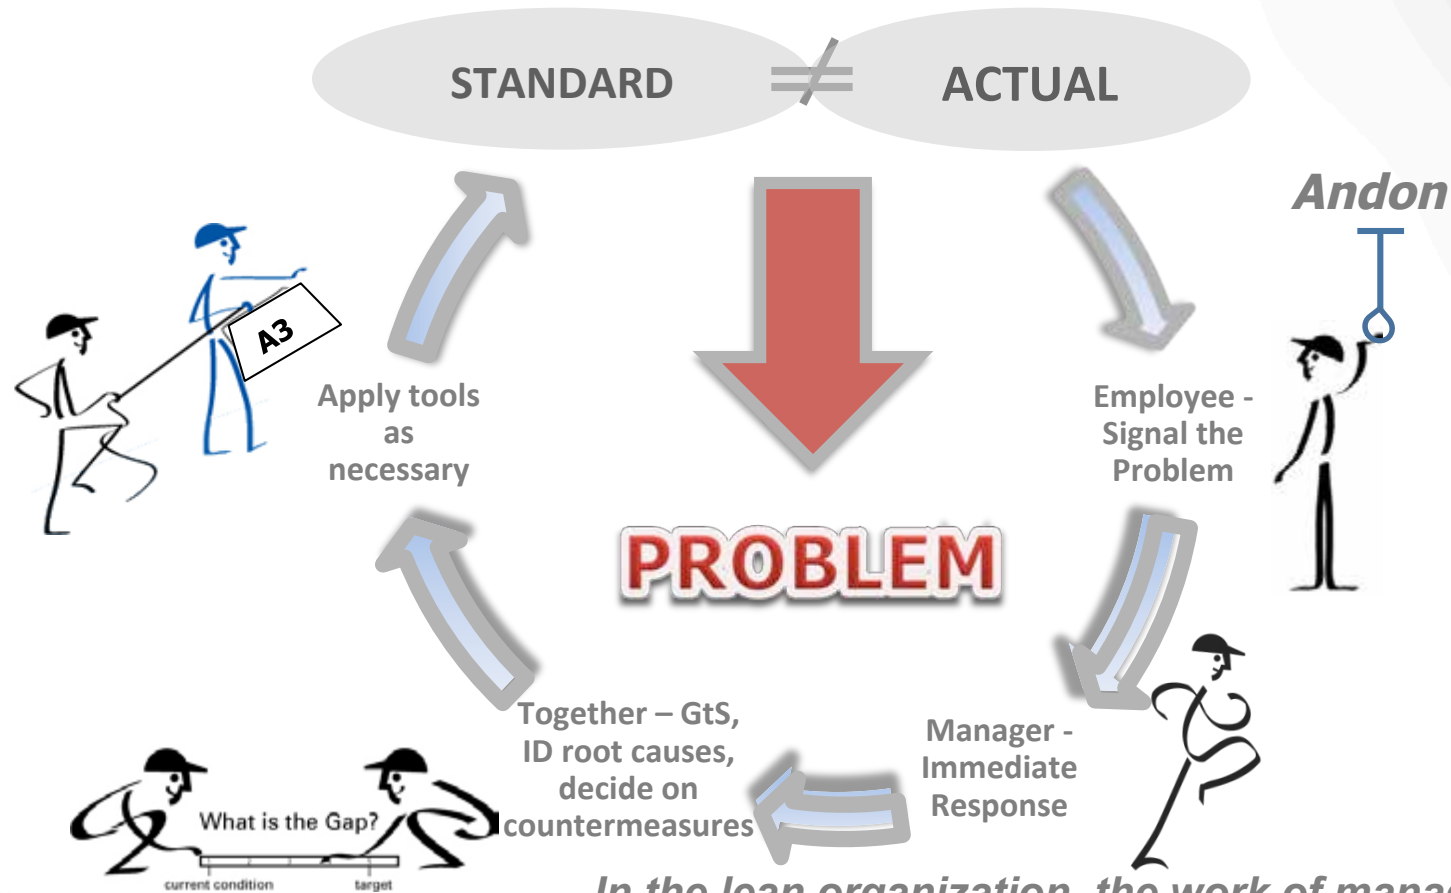 STANDARD ≠ ACTUAL
Andon
A3
Apply tools
as
necessary
Employee -
Signal the
Problem
PROBLEM
Together – GtS,
ID root causes,
decide on
countermeasures
Manager -
Immediate
Response
What is the Gap?
current condition
target
In the lean organization, the work of